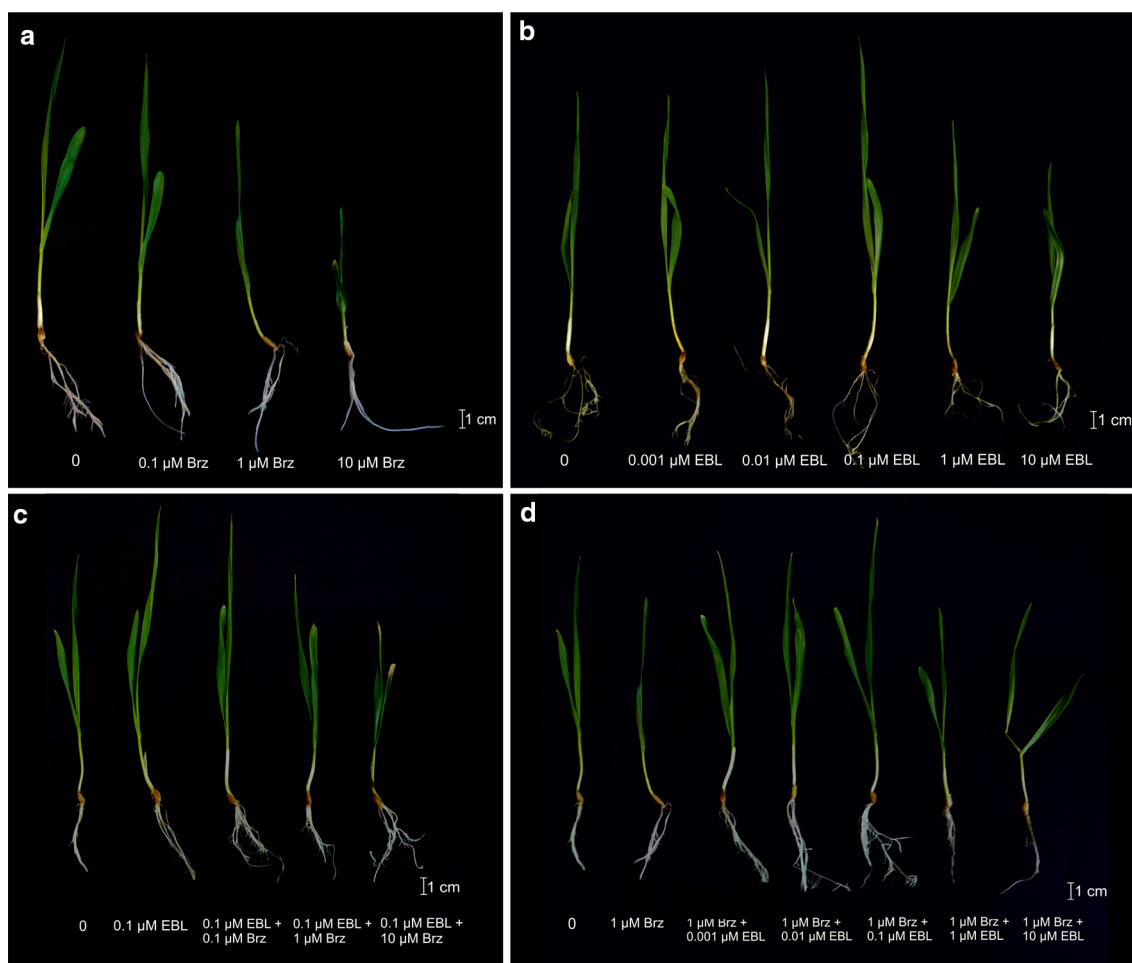 a
1 cm
0
0.1 µM Brz
1 µM Brz
10 µM Brz
b
1 cm
0
0.001 µM EBL
0.01 µM EBL
0.1 µM EBL
1 µM EBL
10 µM EBL
c
1 cm
0
0.1 µM EBL
0.1 µM EBL +
0.1 µM Brz
0.1 µM EBL +
1 µM Brz
0.1 µM EBL +
10 µM Brz
d
1 cm
0
1 µM Brz
1 µM Brz +
0.001 µM EBL
1 µM Brz +
0.01 µM EBL
1 µM Brz +
0.1 µM EBL
1 µM Brz +
1 µM EBL
1 µM Brz +
10 µM EBL